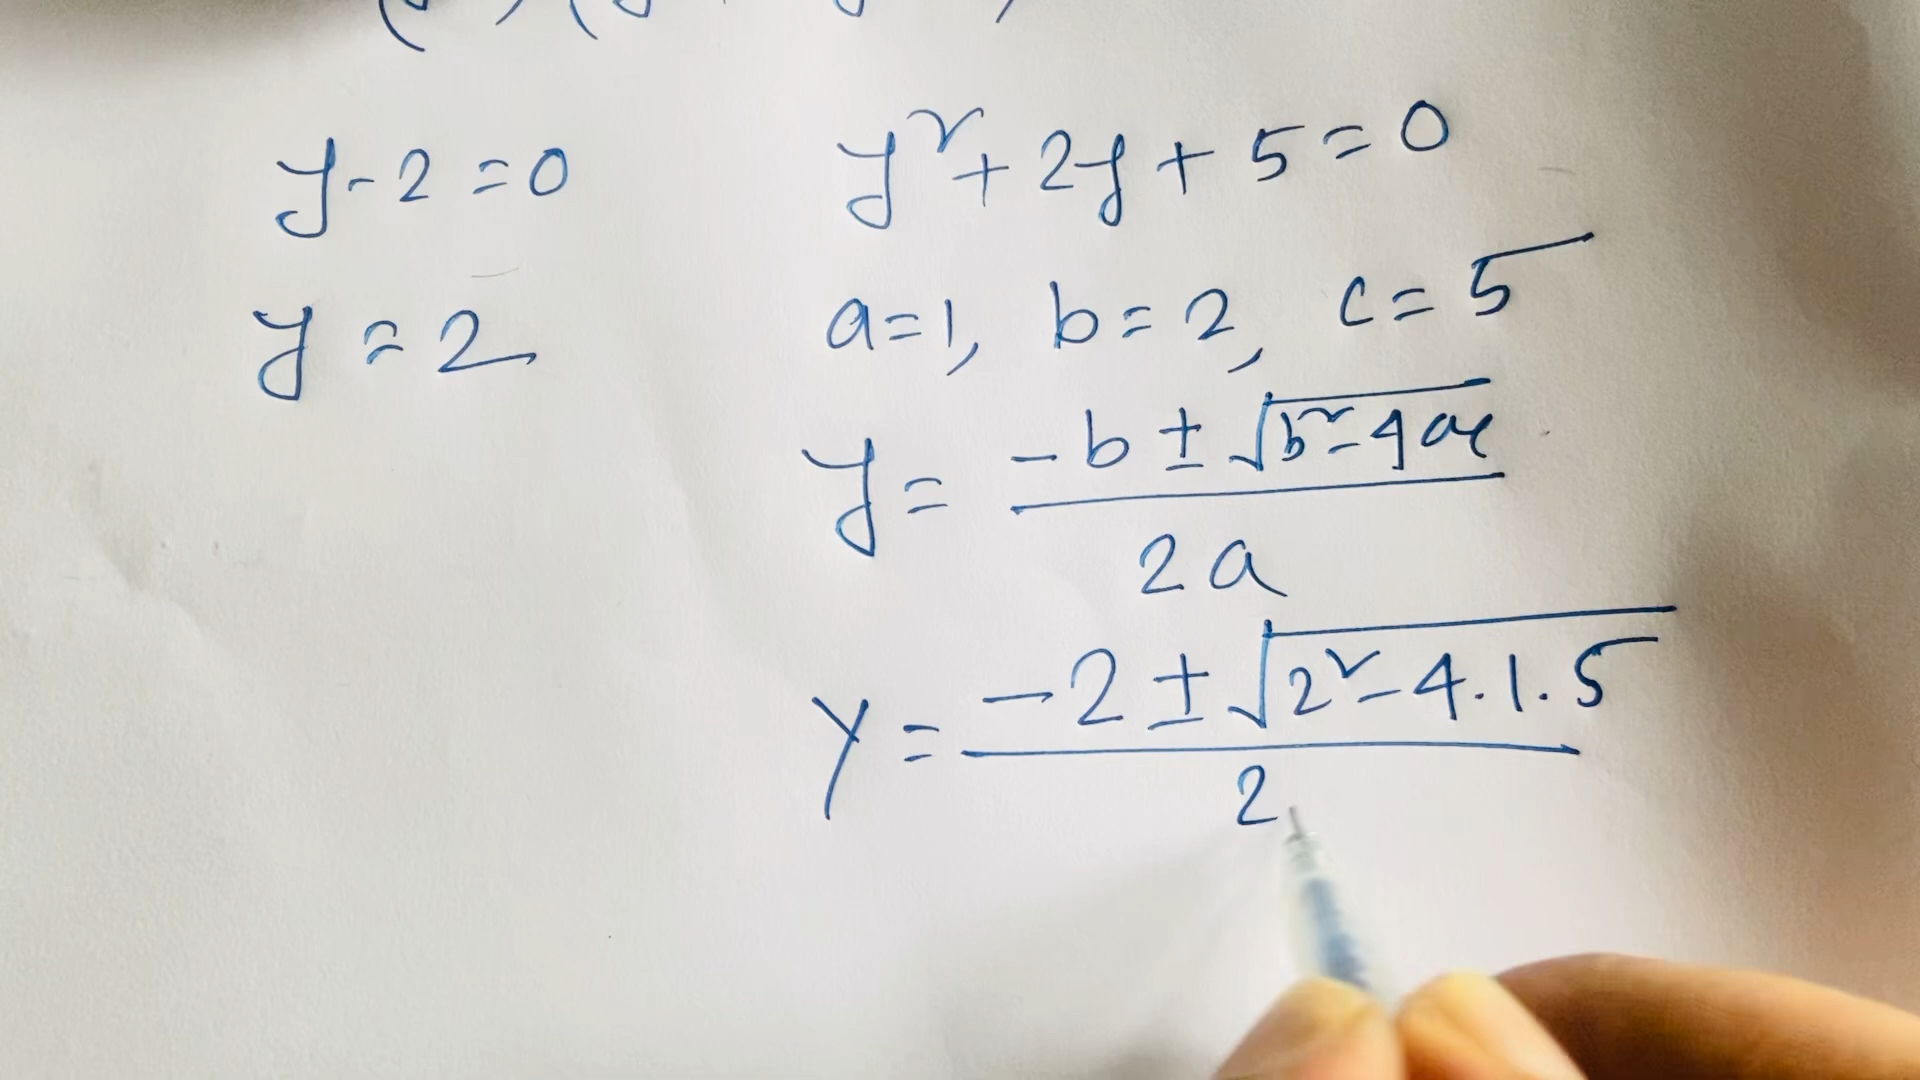 y-2=0
y=2
y²+2y+5=0
a=1, b=2, c=5
y= -b±√b²-4ac
2a
y= -2±√2²-4.1.5
2